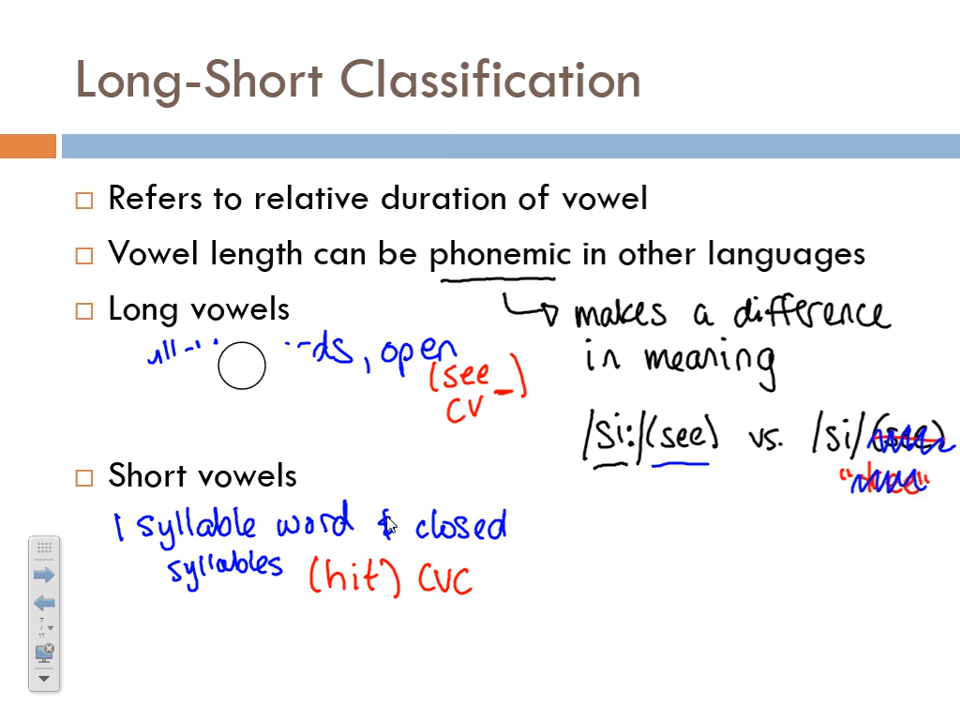 Long-Short Classification
Refers to relative duration of vowel
Vowel length can be phonemic in other languages
Long vowels
makes a difference
in meaning
, open
(see _)
CV
/si:/(see) vs. /si/
Short vowels
1 syllable word & closed
syllables (hit) CVC
7
/
11